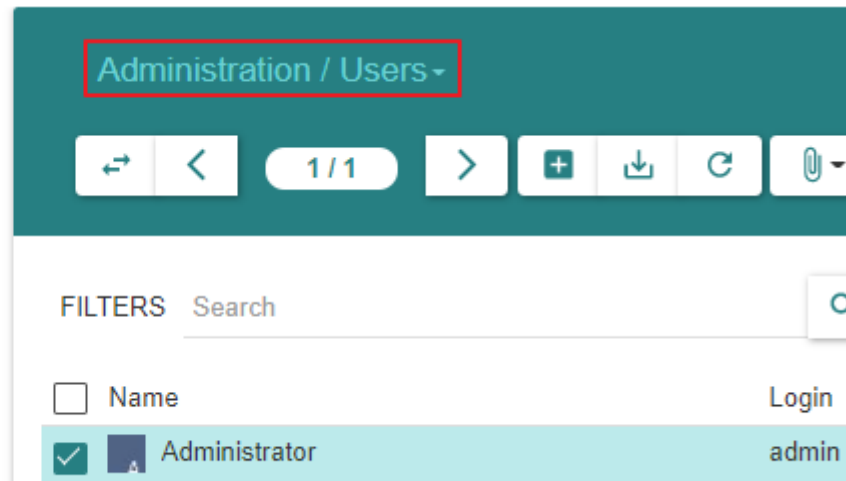 Administration / Users
1 / 1
FILTERS Search
Name Login
A Administrator admin